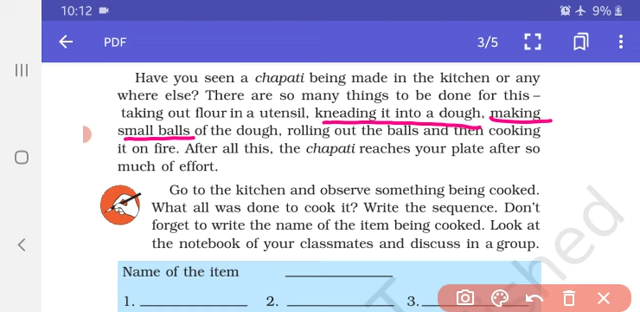 10:12
9%
PDF
3/5
Have you seen a chapati being made in the kitchen or any
where else? There are so many things to be done for this –
taking out flour in a utensil, kneading it into a dough, making
small balls of the dough, rolling out the balls and then cooking
it on fire. After all this, the chapati reaches your plate after so
much of effort.
Go to the kitchen and observe something being cooked.
What all was done to cook it? Write the sequence. Don't
forget to write the name of the item being cooked. Look at
the notebook of your classmates and discuss in a group.
Name of the item
1. 2. 3.